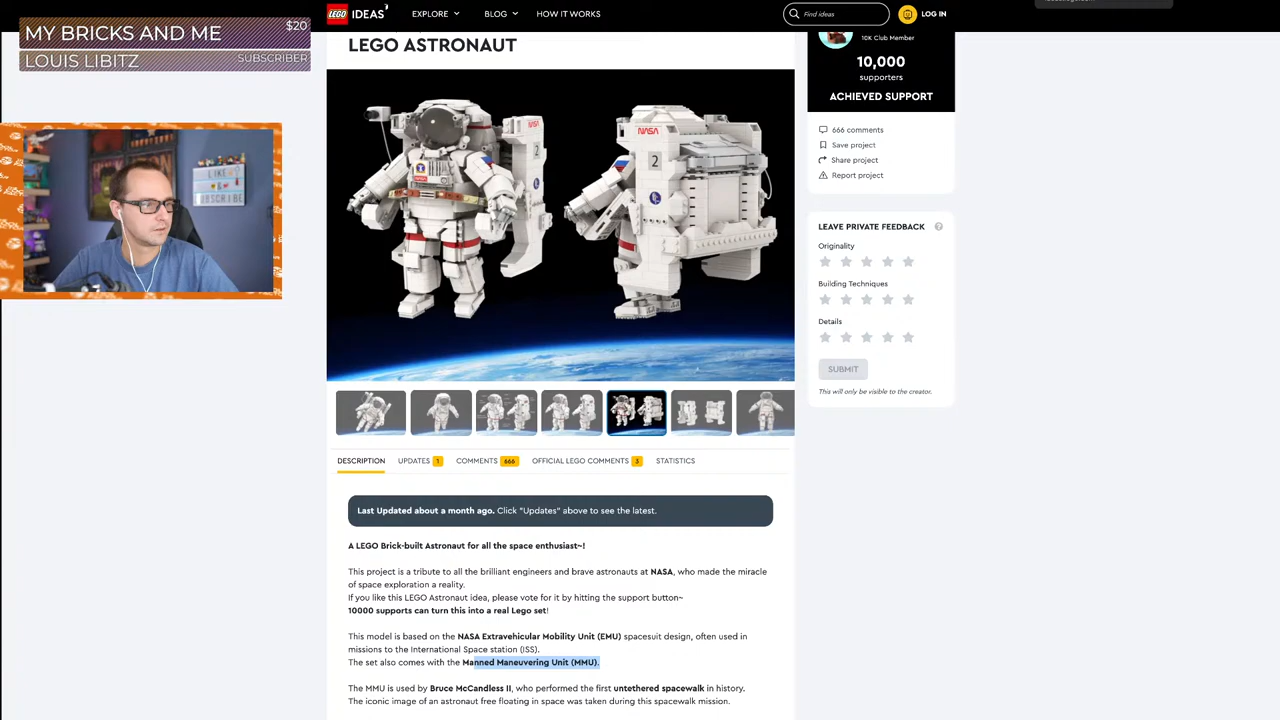 MY BRICKS AND ME
$20
LOUIS LIBITZ
SUBSCRIBER
LEGO
IDEAS
EXPLORE
BLOG
HOW IT WORKS
Find ideas
LOG IN
LEGO ASTRONAUT
NASA
2
NASA
2
10K Club Member
10,000
supporters
ACHIEVED SUPPORT
666 comments
Save project
Share project
Report project
LEAVE PRIVATE FEEDBACK
Originality
Building Techniques
Details
SUBMIT
This will only be visible to the creator.
DESCRIPTION
UPDATES 1
COMMENTS 666
OFFICIAL LEGO COMMENTS 3
STATISTICS
Last Updated about a month ago. Click "Updates" above to see the latest.
A LEGO Brick-built Astronaut for all the space enthusiast~!
This project is a tribute to all the brilliant engineers and brave astronauts at NASA, who made the miracle
of space exploration a reality.
If you like this LEGO Astronaut idea, please vote for it by hitting the support button~
10000 supports can turn this into a real Lego set!
This model is based on the NASA Extravehicular Mobility Unit (EMU) spacesuit design, often used in
missions to the International Space station (ISS).
The set also comes with the Manned Maneuvering Unit (MMU).
The MMU is used by Bruce McCandless II, who performed the first untethered spacewalk in history.
The iconic image of an astronaut free floating in space was taken during this spacewalk mission.